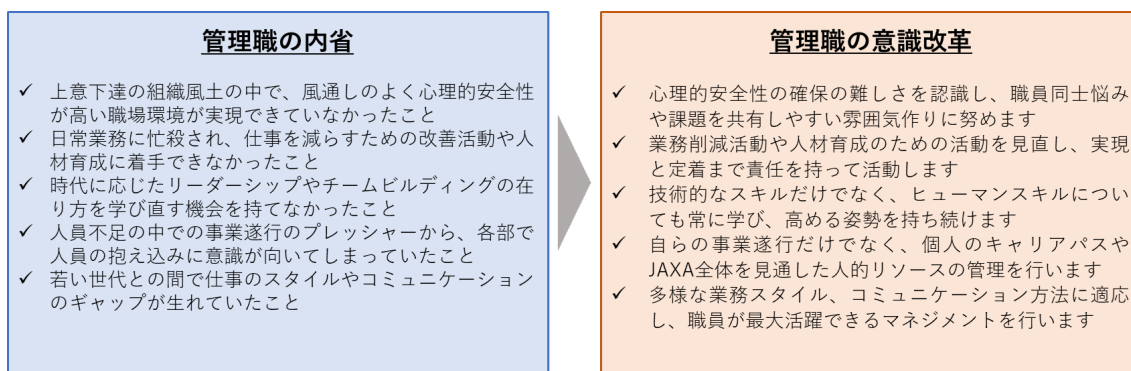 管理職の内省
✓ 上意下達の組織風土の中で、風通しのよく心理的安全性
が高い職場環境が実現できていなかったこと
✓ 日常業務に忙殺され、仕事を減らすための改善活動や人
材育成に着手できなかったこと
✓ 時代に応じたリーダーシップやチームビルディングの在
り方を学び直す機会を持てなかったこと
✓ 人員不足の中での事業遂行のプレッシャーから、各部で
人員の抱え込みに意識が向いてしまっていたこと
✓ 若い世代との間で仕事のスタイルやコミュニケーション
のギャップが生れていたこと
管理職の意識改革
✓ 心理的安全性の確保の難しさを認識し、職員同士悩み
や課題を共有しやすい雰囲気作りに努めます
✓ 業務削減活動や人材育成のための活動を見直し、実現
と定着まで責任を持って活動します
✓ 技術的なスキルだけでなく、ヒューマンスキルについ
ても常に学び、高める姿勢を持ち続けます
✓ 自らの事業遂行だけでなく、個人のキャリアパスや
JAXA全体を見通した人的リソースの管理を行います
✓ 多様な業務スタイル、コミュニケーション方法に適応
し、職員が最大活躍できるマネジメントを行います